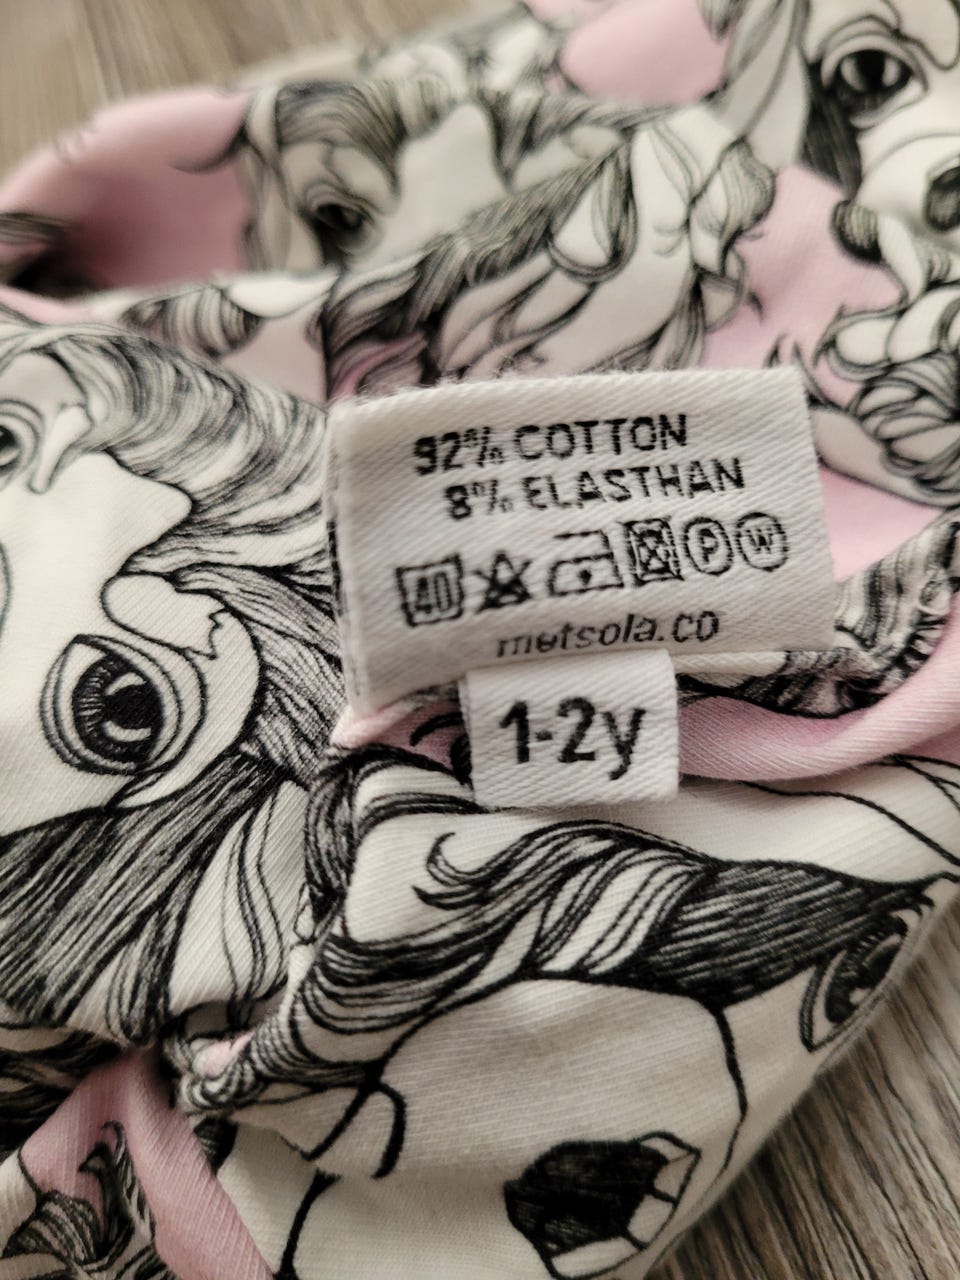 92% COTTON
8% ELASTHAN
40 P W
metsola.co
1-2y